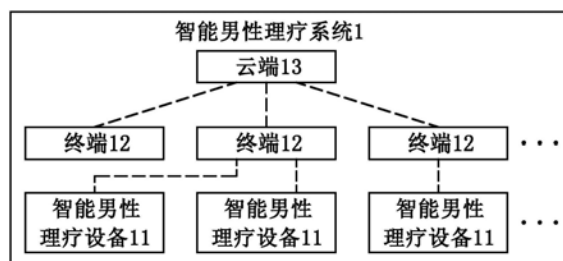 智能男性理疗系统1
云端13
终端12 终端12 终端12 ···
智能男性 智能男性 智能男性
理疗设备11 理疗设备11 理疗设备11 ···